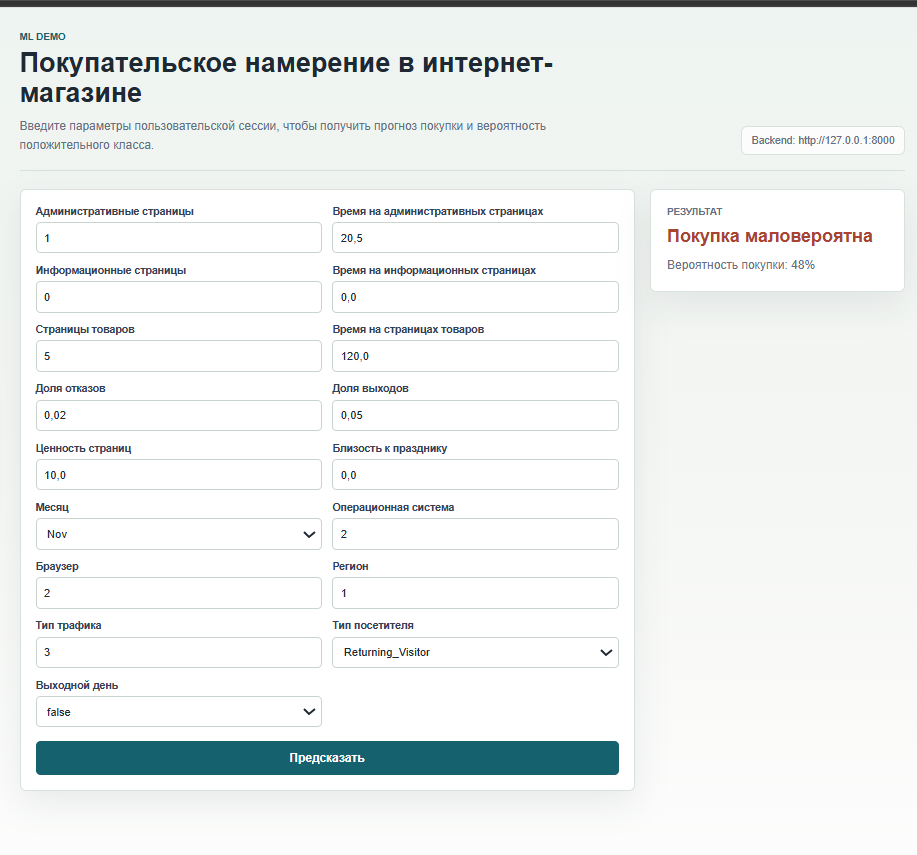 ML DEMO
Покупательское намерение в интернет-
магазине
Введите параметры пользовательской сессии, чтобы получить прогноз покупки и вероятность
положительного класса.
Backend: http://127.0.0.1:8000
Административные страницы
1
Время на административных страницах
20,5
Информационные страницы
0
Время на информационных страницах
0,0
Страницы товаров
5
Время на страницах товаров
120,0
Доля отказов
0,02
Доля выходов
0,05
Ценность страниц
10,0
Близость к празднику
0,0
Месяц
Nov
Операционная система
2
Браузер
2
Регион
1
Тип трафика
3
Тип посетителя
Returning_Visitor
Выходной день
false
Предсказать
РЕЗУЛЬТАТ
Покупка маловероятна
Вероятность покупки: 48%